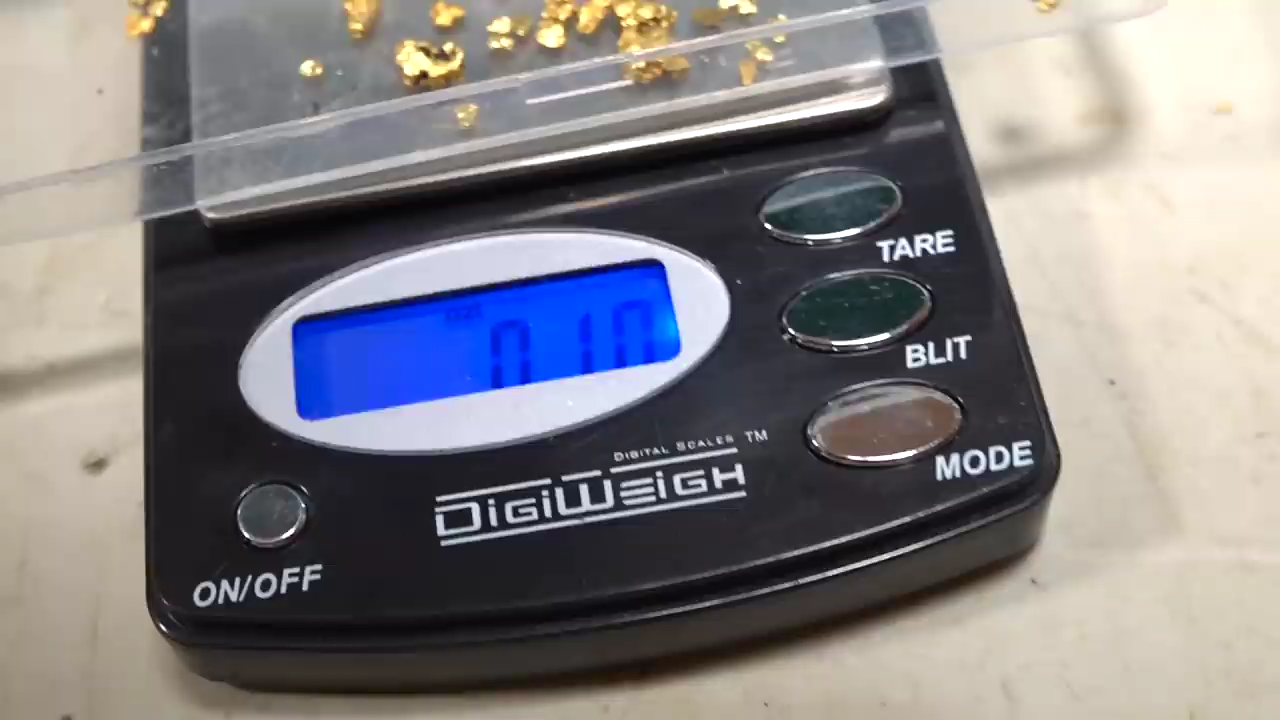 TARE
0.10
BLIT
DIGITAL SCALES ™
DIGIWEIGH
MODE
ON/OFF